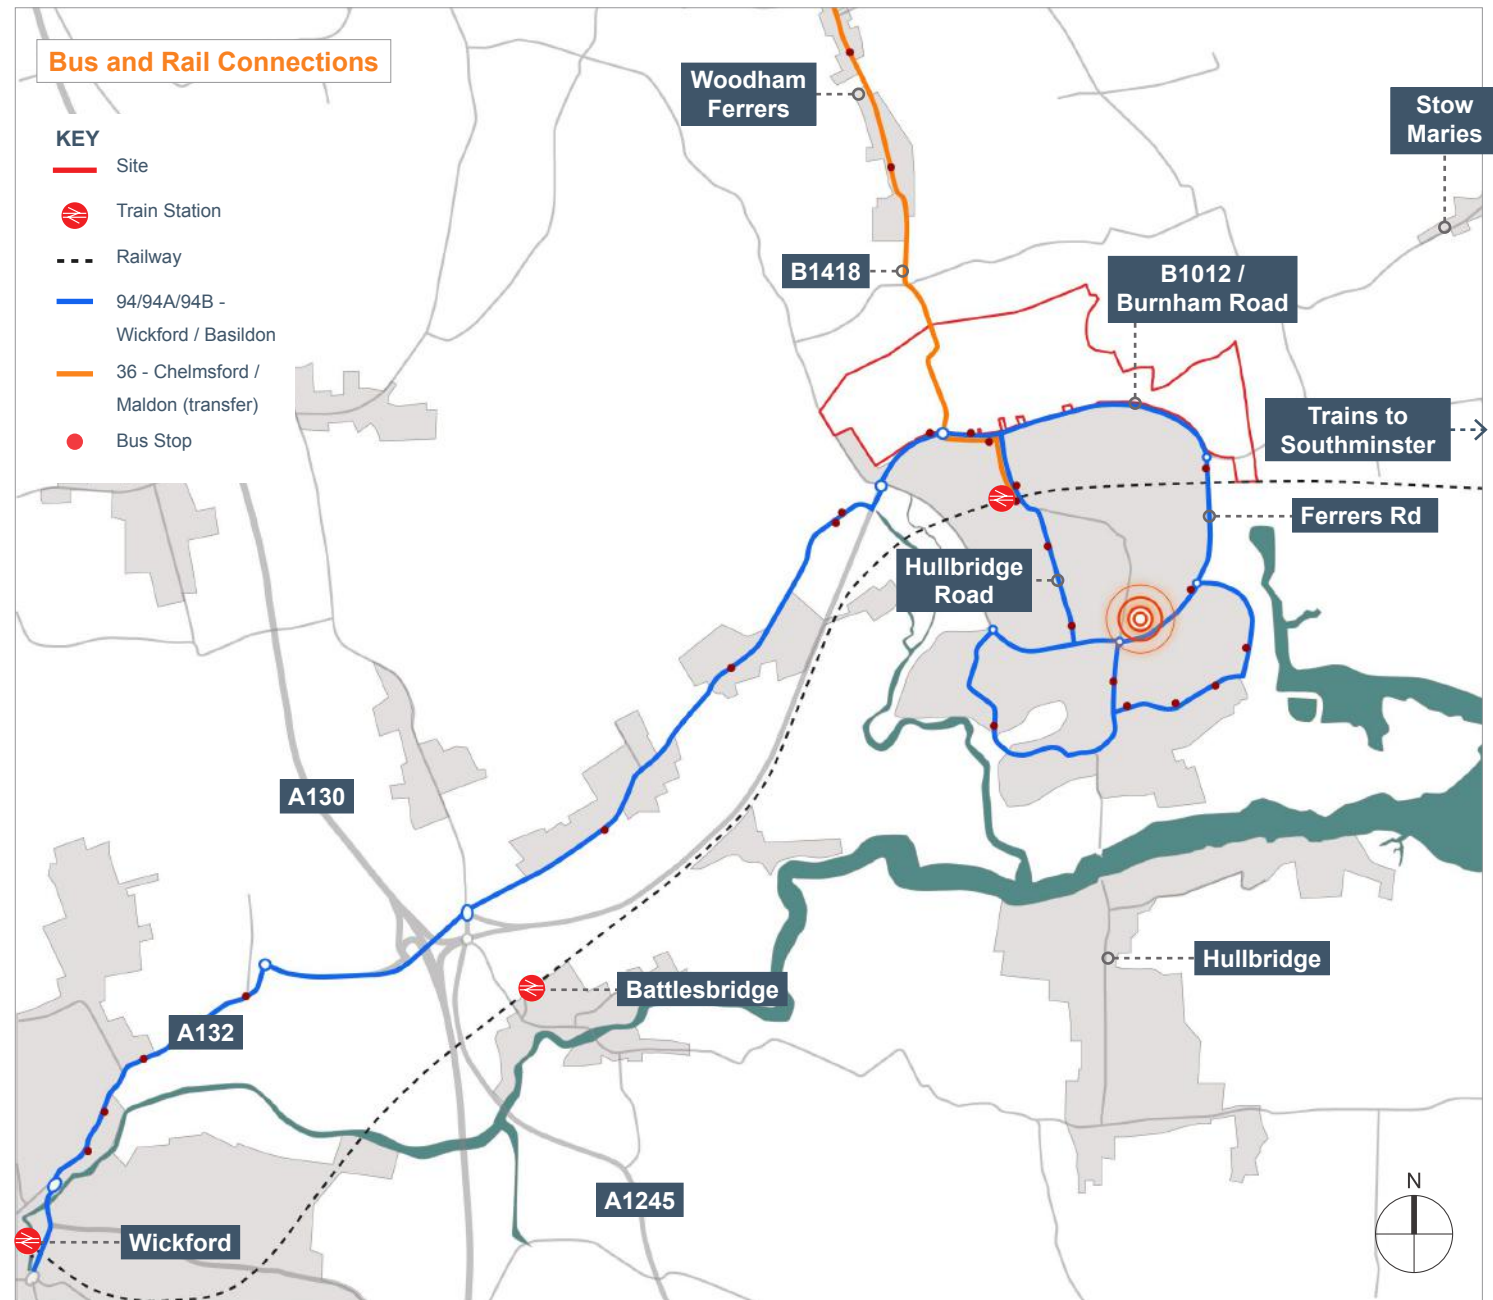 Bus and Rail Connections
KEY
Site
Train Station
Railway
94/94A/94B -
Wickford / Basildon
36 - Chelmsford /
Maldon (transfer)
Bus Stop
Woodham
Ferrers
Stow
Maries
B1418
B1012 /
Burnham Road
Trains to
Southminster
Ferrers Rd
Hullbridge
Road
A130
Hullbridge
Battlesbridge
A132
A1245
Wickford
N